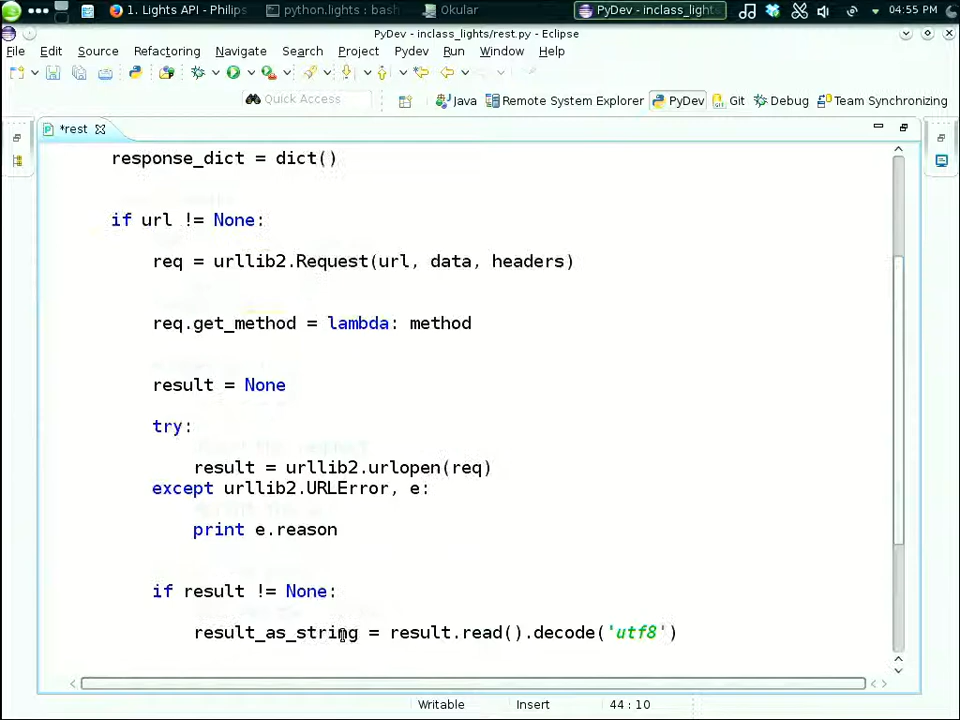 1. Lights API - Philips
python.lights : bash
Okular
PyDev - inclass_lights
04:55 PM
PyDev - inclass_lights/rest.py - Eclipse
File Edit Source Refactoring Navigate Search Project Pydev Run Window Help
Quick Access
Java
Remote System Explorer
PyDev
Git
Debug
Team Synchronizing
*rest
response_dict = dict()
if url != None:
req = urllib2.Request(url, data, headers)
req.get_method = lambda: method
result = None
try:
result = urllib2.urlopen(req)
except urllib2.URLError, e:
print e.reason
if result != None:
result_as_string = result.read().decode('utf8')
Writable
Insert
44 : 10